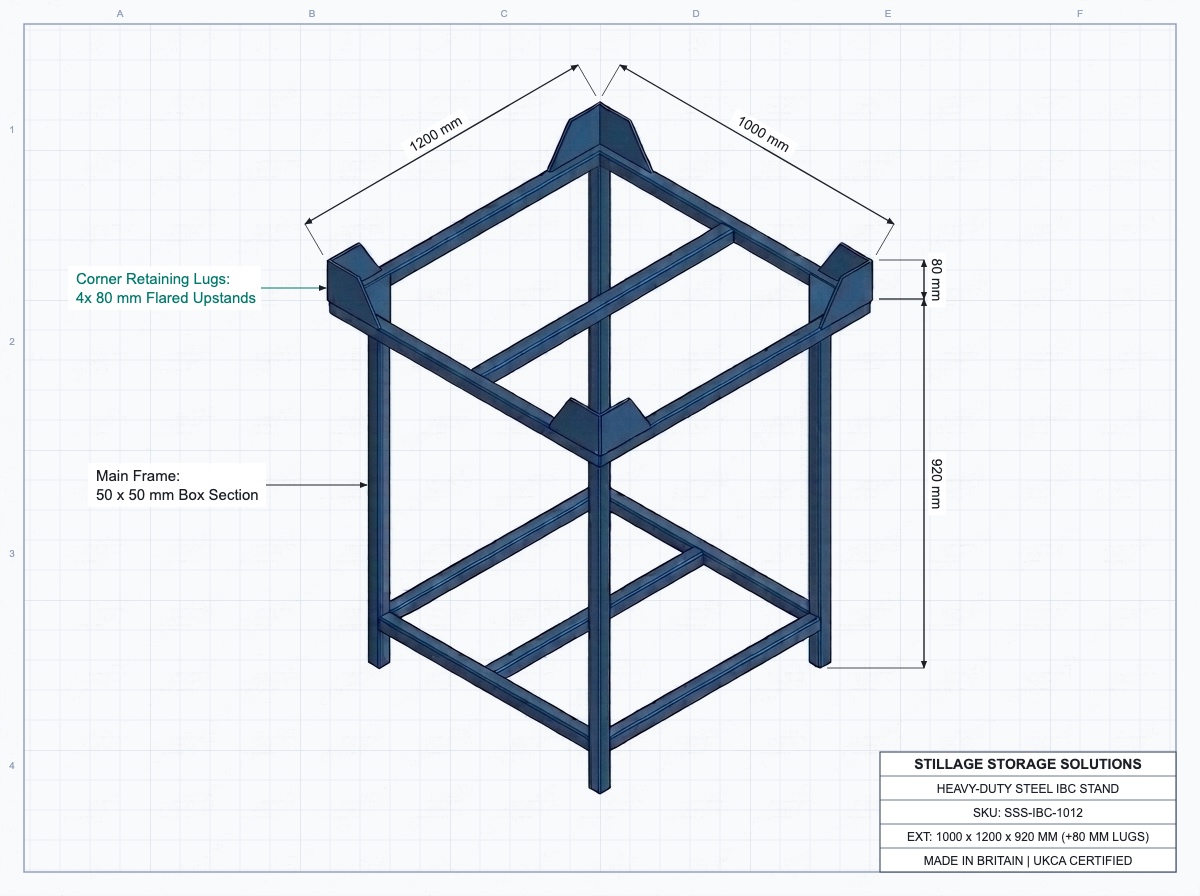 A B C D E F
1
2
3
4
1200 mm
1000 mm
Corner Retaining Lugs:
4x 80 mm Flared Upstands
80 mm
Main Frame:
50 x 50 mm Box Section
920 mm
STILLAGE STORAGE SOLUTIONS
HEAVY-DUTY STEEL IBC STAND
SKU: SSS-IBC-1012
EXT: 1000 x 1200 x 920 MM (+80 MM LUGS)
MADE IN BRITAIN | UKCA CERTIFIED